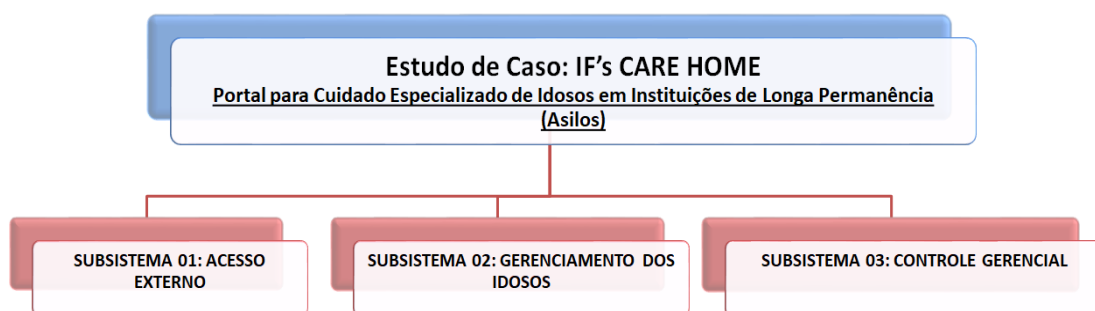 Estudo de Caso: IF’s CARE HOME
Portal para Cuidado Especializado de Idosos em Instituições de Longa Permanência
(Asilos)
SUBSISTEMA 01: ACESSO
EXTERNO
SUBSISTEMA 02: GERENCIAMENTO DOS
IDOSOS
SUBSISTEMA 03: CONTROLE GERENCIAL